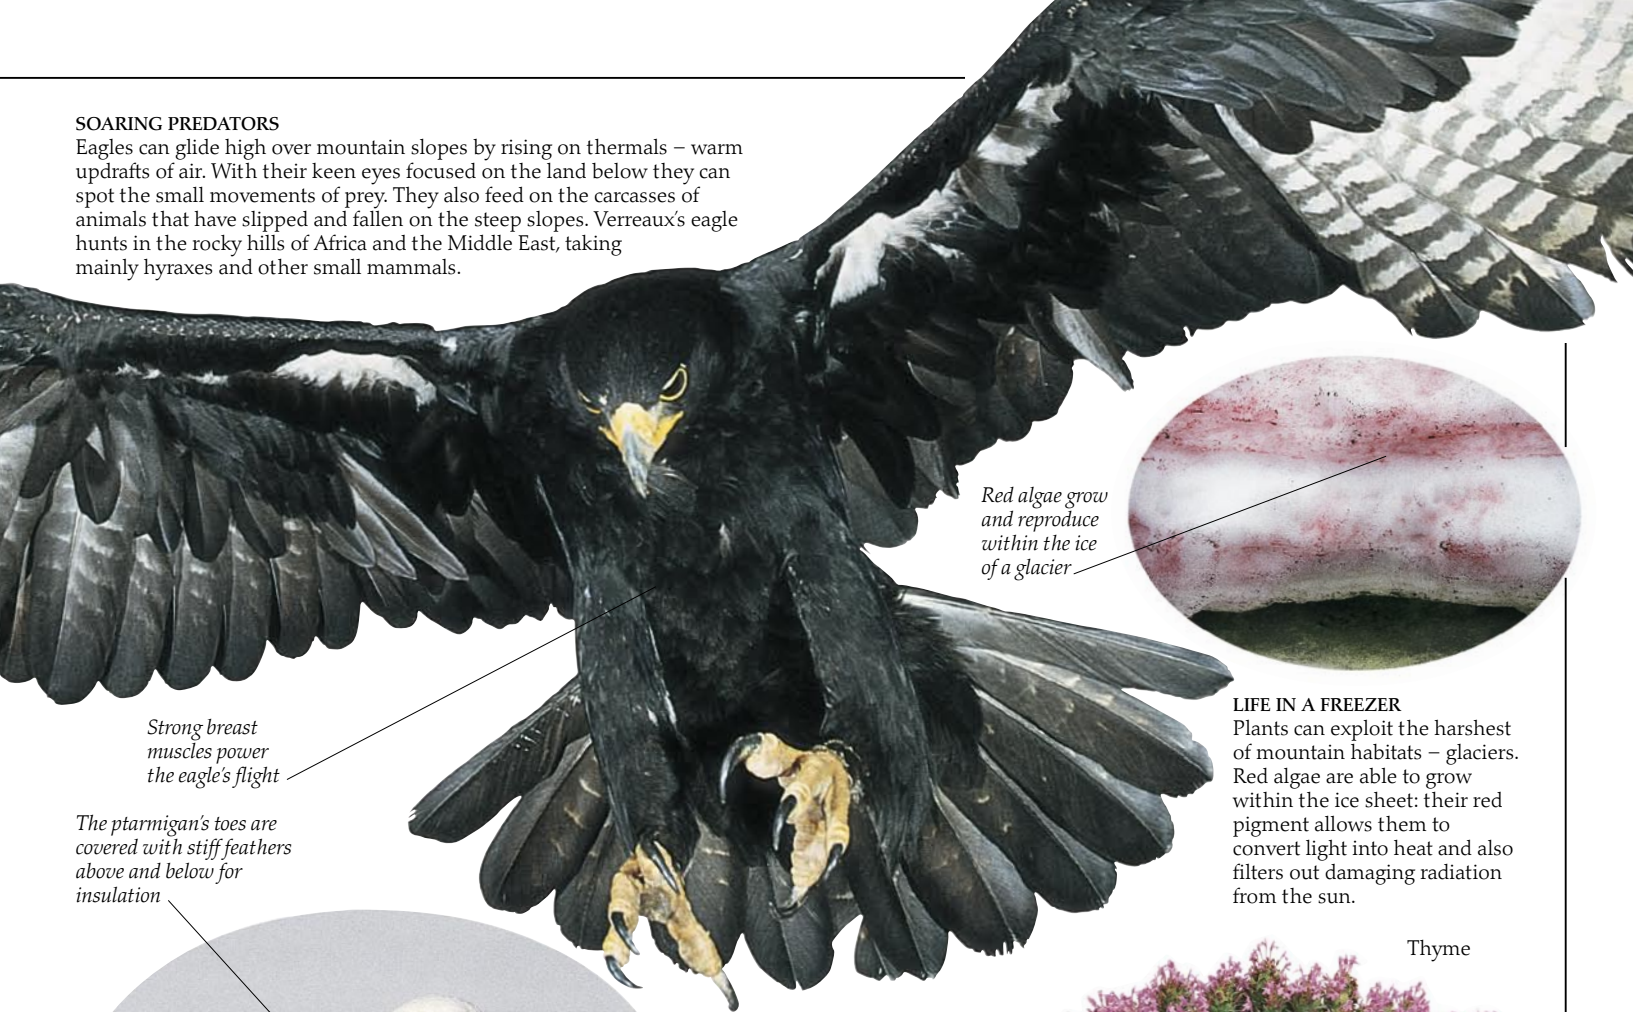 SOARING PREDATORS
Eagles can glide high over mountain slopes by rising on thermals – warm
updrafts of air. With their keen eyes focused on the land below they can
spot the small movements of prey. They also feed on the carcasses of
animals that have slipped and fallen on the steep slopes. Verreaux's eagle
hunts in the rocky hills of Africa and the Middle East, taking
mainly hyraxes and other small mammals.
Red algae grow
and reproduce
within the ice
of a glacier
Strong breast
muscles power
the eagle's flight
The ptarmigan's toes are
covered with stiff feathers
above and below for
insulation
LIFE IN A FREEZER
Plants can exploit the harshest
of mountain habitats – glaciers.
Red algae are able to grow
within the ice sheet: their red
pigment allows them to
convert light into heat and also
filters out damaging radiation
from the sun.
Thyme